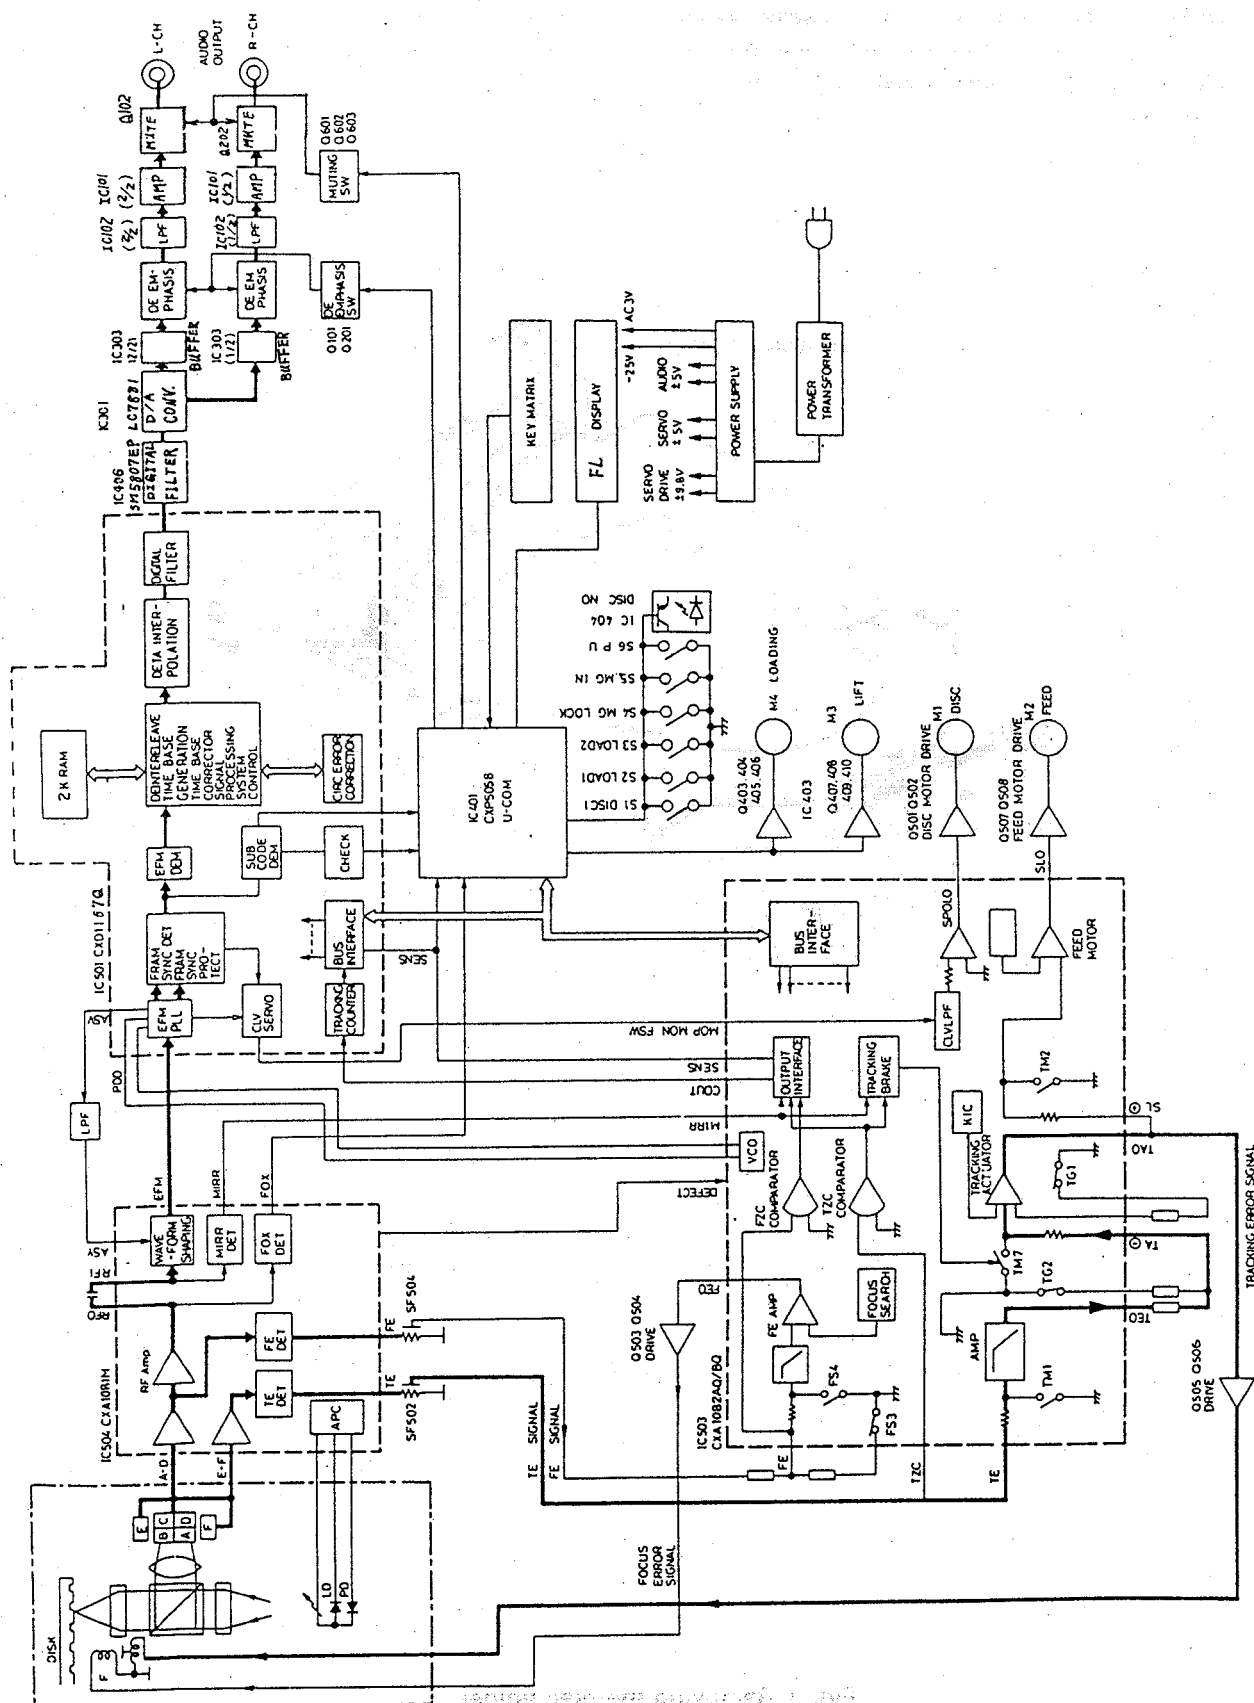 DISK
F
LD
PD
E
B C
A D
F
A-D
E-F
IC504 CXA10R1H
RF Amp
TE
DET
FE
DET
APC
WAVE
-FORM
SHAPING
MIRR
DET
FOX
DET
RFO
RFI
ASY
EFM
MIRR
FOX
DEFECT
TE
FE
SF502
SF504
LPF
PDO
IC501 CXD1167Q
EFM
PLL
FRAM
SYNC DET
FRAM
SYNC
PRO-
TECT
CLV
SERVO
EFM
DEM
SUB
CODE
DEM
CHECK
TRACKING
COUNTER
BUS
INTERFACE
SENS
2K RAM
DEINTERELEAVE
TIME BASE
GENERATION
TIME BASE
CORRECTOR
SIGNAL
PROCESSING
SYSTEM
CONTROL
CIRC ERROR
CORRECTION
DETA INTER-
POLATION
DIGITAL
FILTER
IC406
SM5807EP
DIGITAL
FILTER
IC301
LC7881
D/A
CONV.
IC303
BUFFER
IC303
(1/2)
BUFFER
DE EM-
PHASIS
DE EM
PHASIS
DE
EMPHASIS
SW
Q101
Q201
IC102
(2/2)
LPF
IC102
(1/2)
LPF
IC101
(2/2)
AMP
IC101
(1/2)
AMP
Q102
MUTE
Q202
MUTE
MUTING
SW
Q601
Q602
Q603
L-CH
AUDIO
OUTPUT
R-CH
IC401
CXP5058
U-COM
KEY MATRIX
FL DISPLAY
-25V
AC3V
AUDIO
±5V
SERVO
±5V
SERVO
DRIVE
±9.8V
POWER SUPPLY
POWER
TRANSFORMER
S1 DISC1
S2 LOAD1
S3 LOAD2
S4 MG LOCK
S5.MG IN
S6 P U
IC 404
DISC NO
M4 LOADING
Q403.404
405.406
IC403
M3
LIFT
Q407.408
409.410
M1
DISC
Q501 Q502
DISC MOTOR DRIVE
M2
FEED
Q507 Q508
FEED MOTOR DRIVE
SPOLO
SLO
FEED
MOTOR
BUS
INTER-
FACE
CLVLPF
MDP MON FSW
SENS
COUT
MIRR
OUTPUT
INTERFACE
TRACKING
BRAKE
VCO
FZC
COMPARATOR
TZC
COMPARATOR
FEO
FE AMP
FOCUS
SEARCH
FS4
FS3
IC503
CXA1082AQ/BQ
Q503 Q504
DRIVE
FOCUS
ERROR
SIGNAL
TE SIGNAL
FE SIGNAL
FE
TZC
TE
AMP
TM1
TM7
TG2
TG1
TM2
KIC
TRACKING
ACTUATOR
TEO
TA ⊖
TAO
SL ⊕
Q505 Q506
DRIVE
TRACKING ERROR SIGNAL